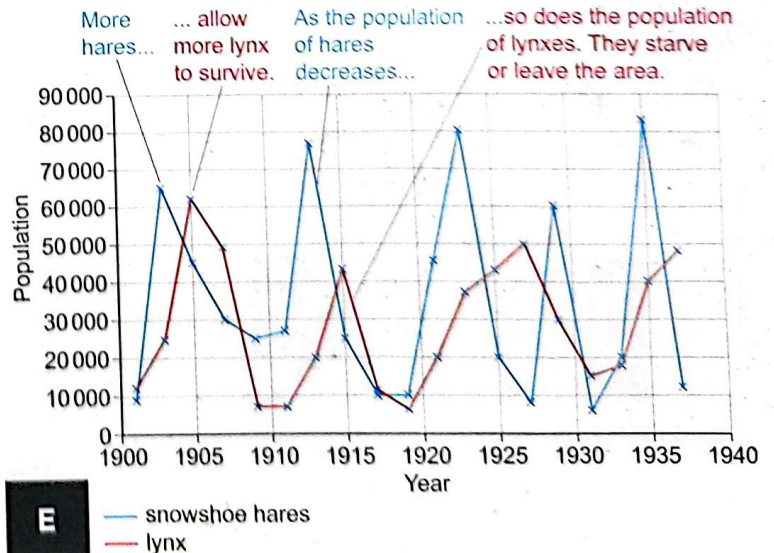 More
hares...
... allow
more lynx
to survive.
As the population
of hares
decreases...
...so does the population
of lynxes. They starve
or leave the area.
90 000
80 000
70 000
60 000
50 000
40 000
30 000
20 000
10 000
0
Population
1900 1905 1910 1915 1920 1925 1930 1935 1940
Year
E
snowshoe hares
lynx